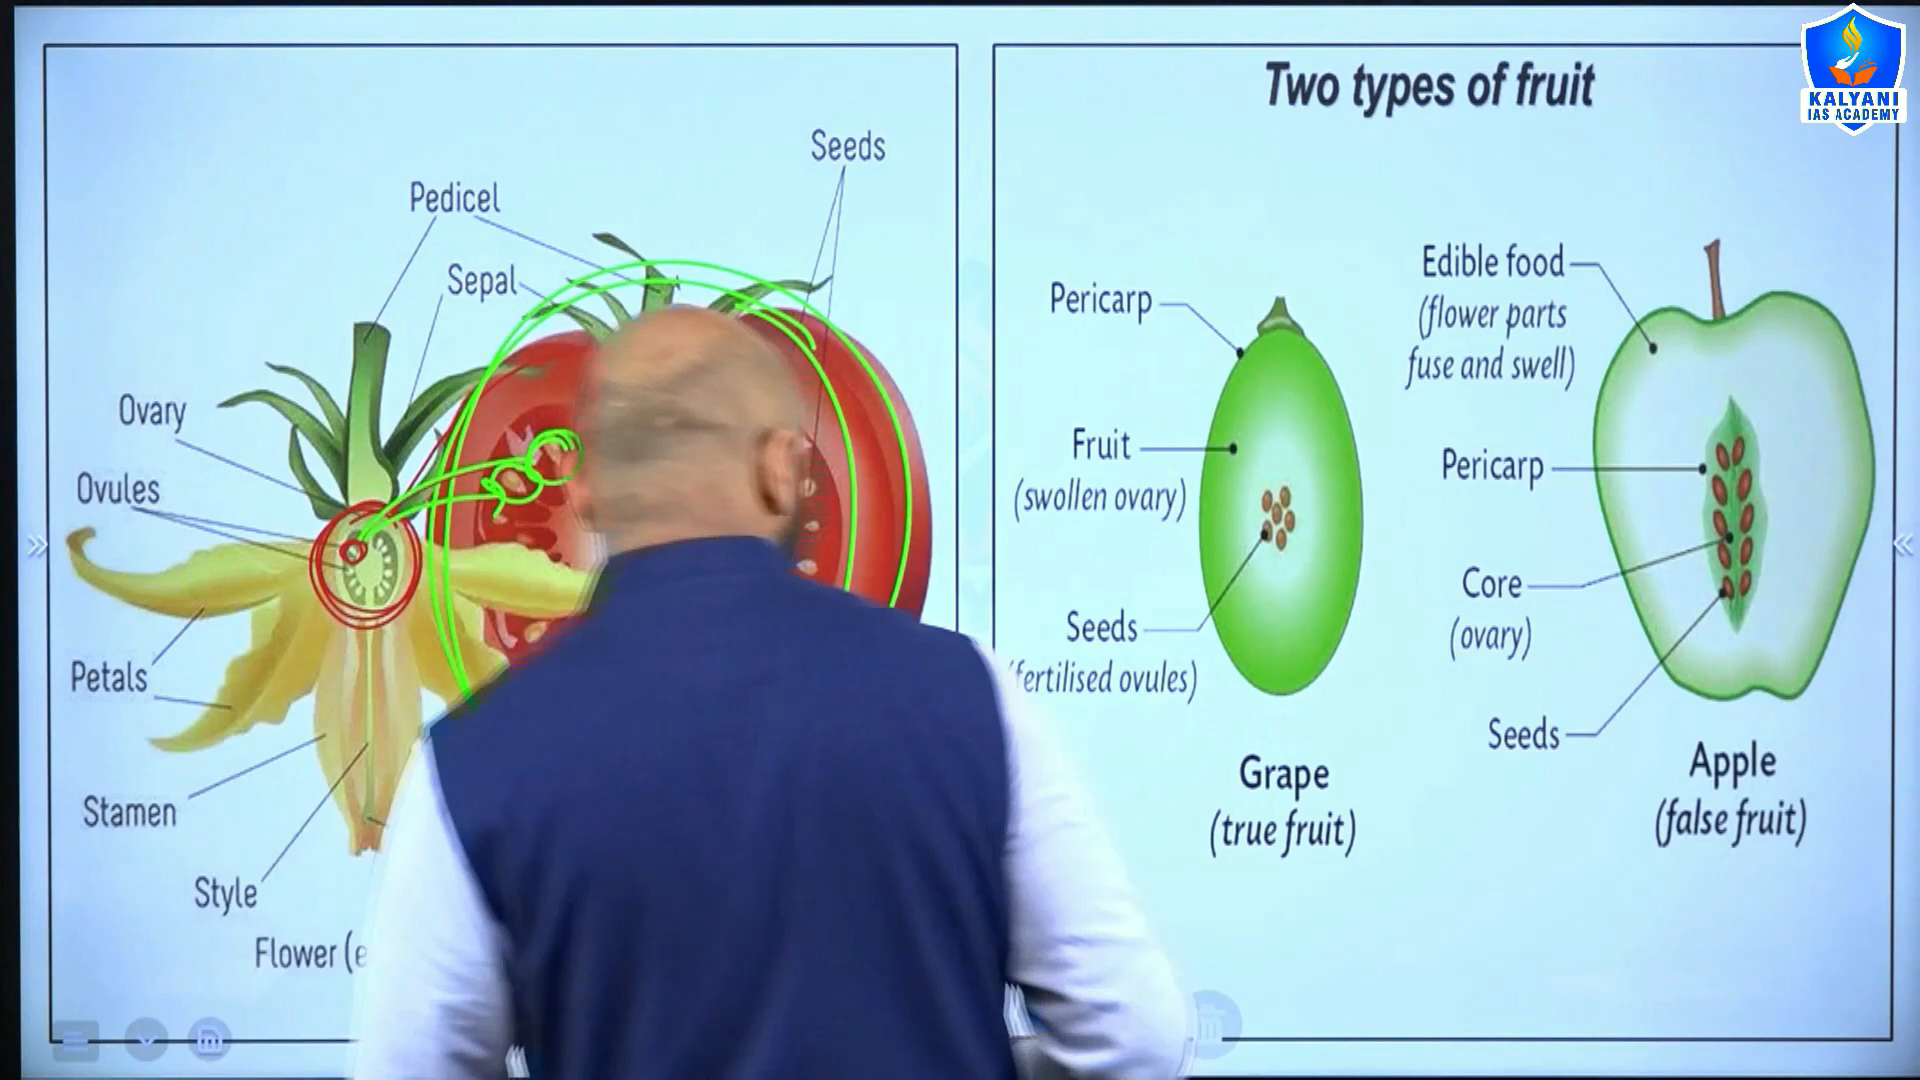 KALYANI
IAS ACADEMY
Seeds
Pedicel
Sepal
Ovary
Ovules
Petals
Stamen
Style
Flower (e
Two types of fruit
Pericarp
Fruit
(swollen ovary)
Seeds
fertilised ovules)
Grape
(true fruit)
Edible food
(flower parts
fuse and swell)
Pericarp
Core
(ovary)
Seeds
Apple
(false fruit)